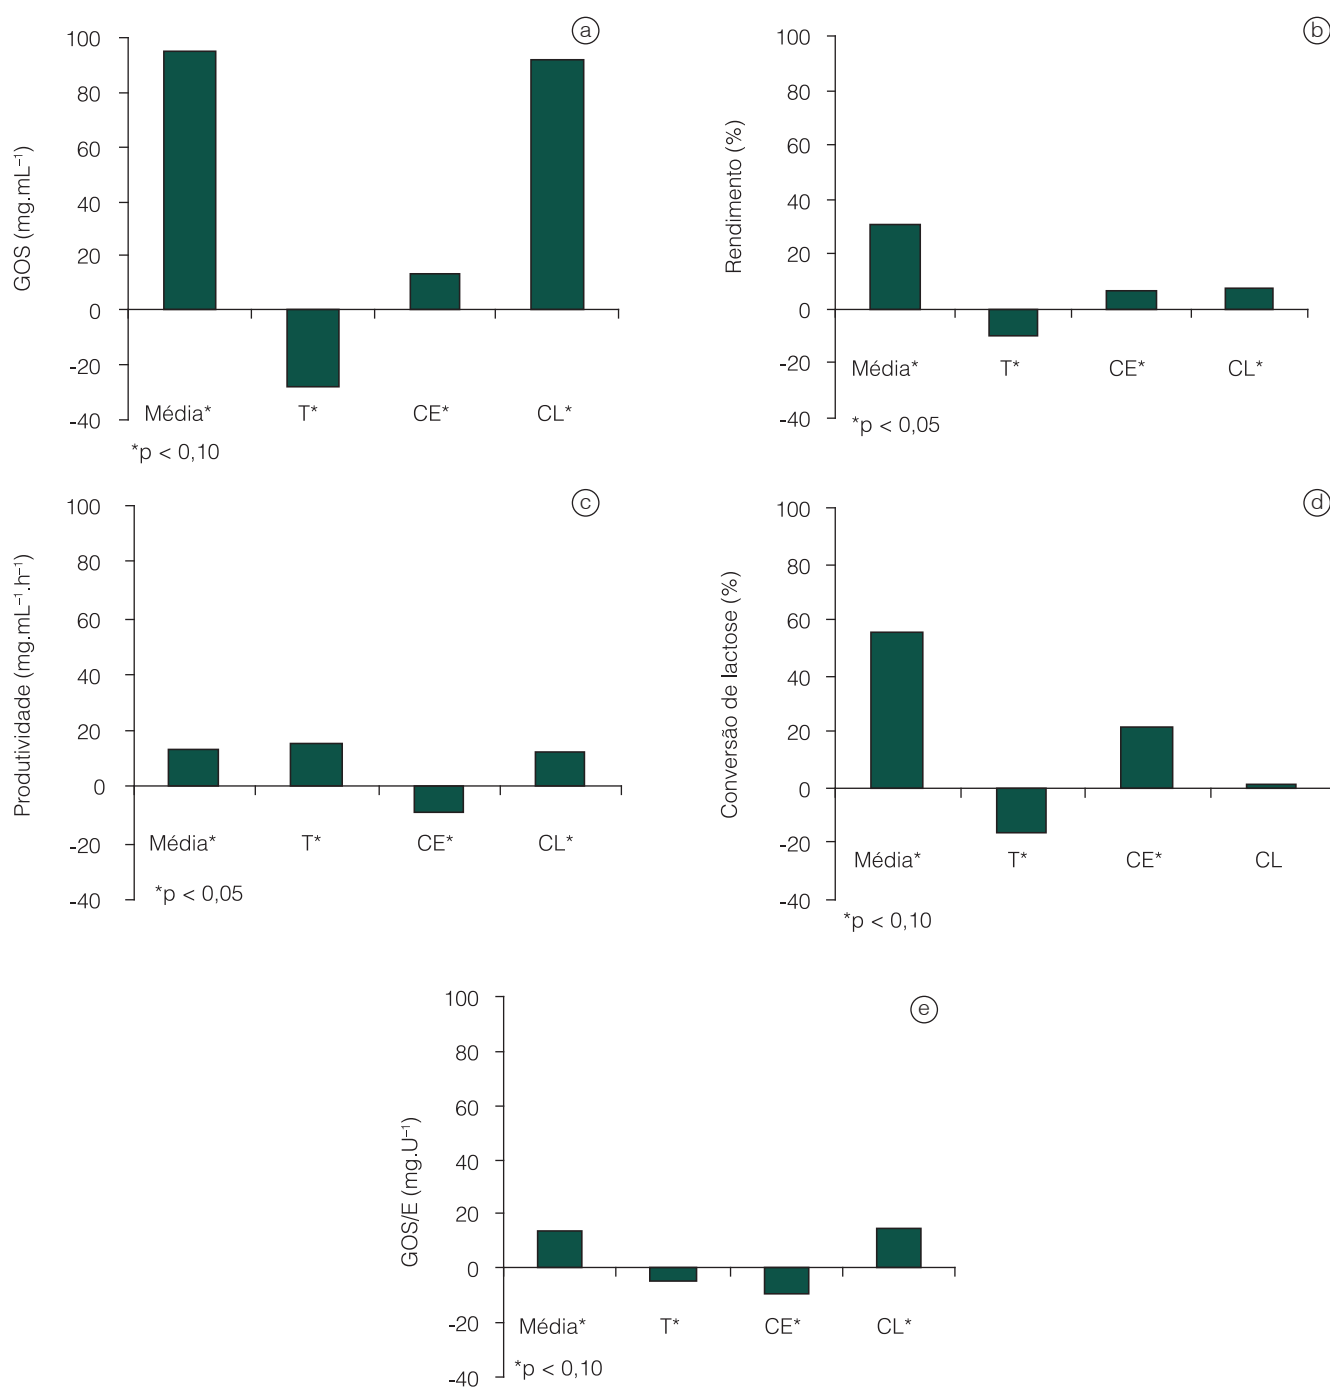 a
GOS (mg.mL⁻¹)
100
80
60
40
20
0
-20
-40
Média* T* CE* CL*
*p < 0,10
b
Rendimento (%)
100
80
60
40
20
0
-20
-40
Média* T* CE* CL*
*p < 0,05
c
Produtividade (mg.mL⁻¹.h⁻¹)
100
80
60
40
20
0
-20
-40
Média* T* CE* CL*
*p < 0,05
d
Conversão de lactose (%)
100
80
60
40
20
0
-20
-40
Média* T* CE* CL
*p < 0,10
e
GOS/E (mg.U⁻¹)
100
80
60
40
20
0
-20
-40
Média* T* CE* CL*
*p < 0,10